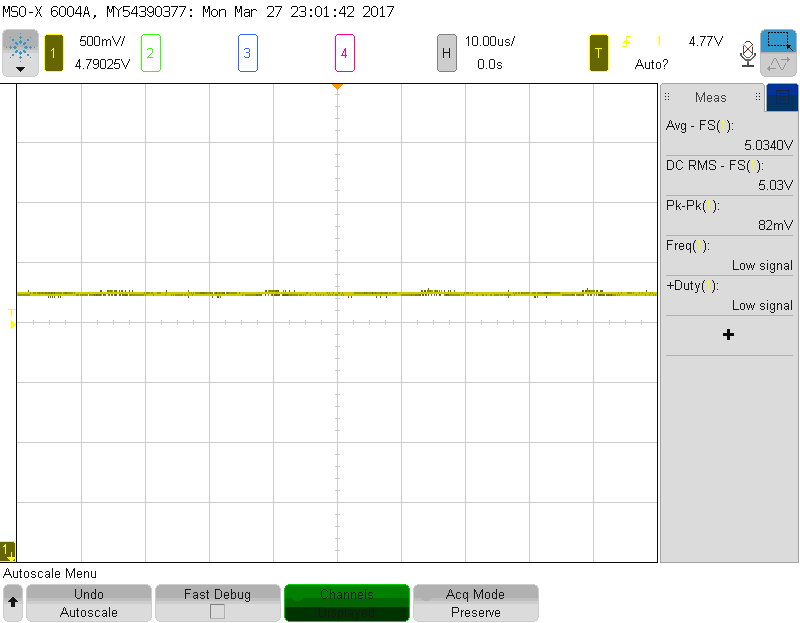 MSO-X 6004A, MY54390377: Mon Mar 27 23:01:42 2017
1 500mV/ 2 3 4 H 10.00us/ T 1 4.77V
4.79025V 0.0s Auto?
Meas
Avg - FS( ):
5.0340V
DC RMS - FS( ):
5.03V
Pk-Pk( ):
82mV
Freq( ):
Low signal
+Duty(1):
Low signal
+
T
1
Autoscale Menu
Undo
Autoscale
Fast Debug
Channels
Acq Mode
Preserve